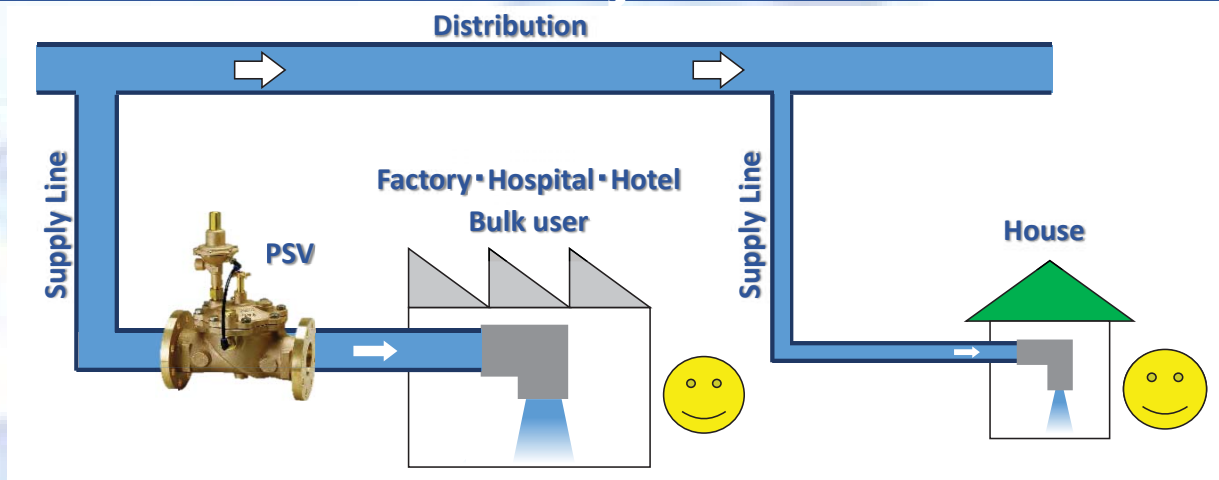 Distribution
Supply Line
PSV
Factory・Hospital・Hotel
Bulk user
Supply Line
House